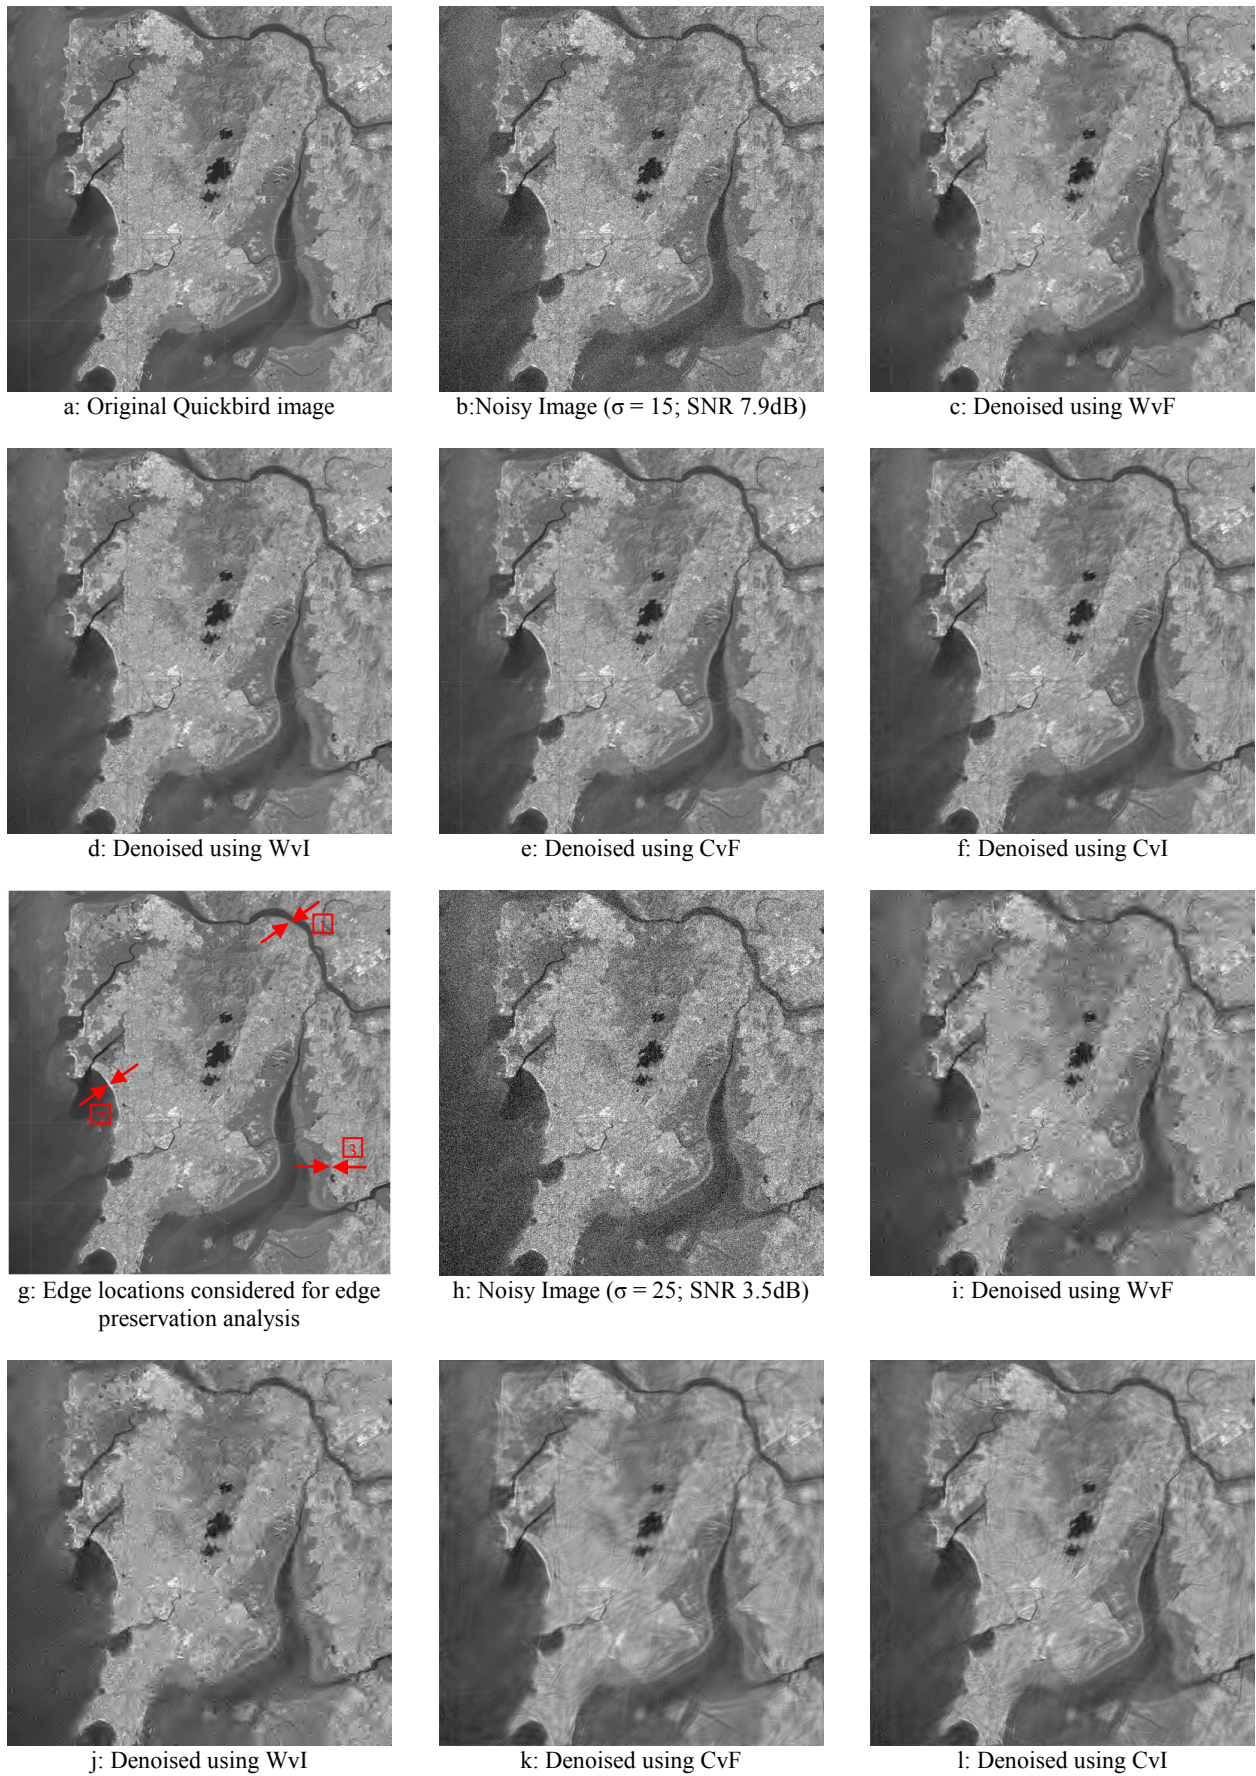 a: Original Quickbird image
b:Noisy Image (σ = 15; SNR 7.9dB)
c: Denoised using WvF
d: Denoised using WvI
e: Denoised using CvF
f: Denoised using CvI
1
2
3
g: Edge locations considered for edge
preservation analysis
h: Noisy Image (σ = 25; SNR 3.5dB)
i: Denoised using WvF
j: Denoised using WvI
k: Denoised using CvF
l: Denoised using CvI